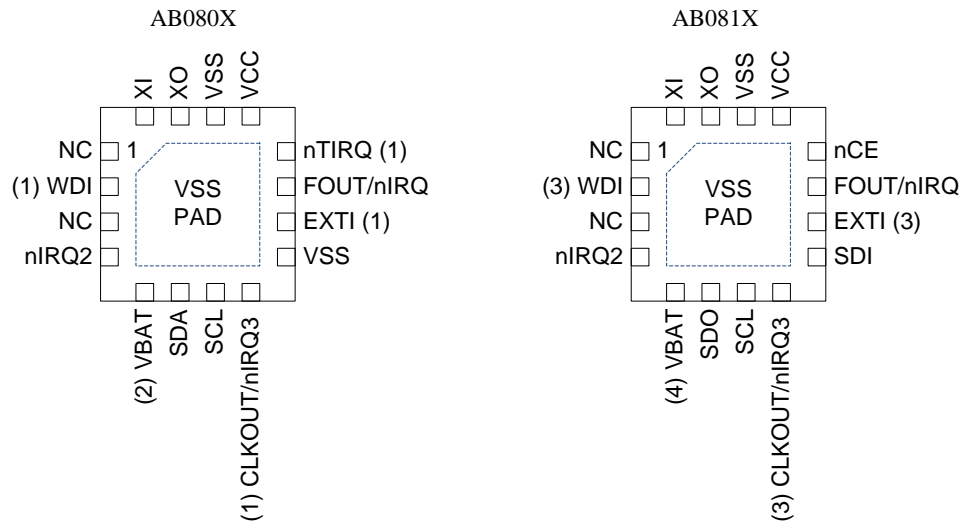 AB080X
XI
XO
VSS
VCC
NC
1
nTIRQ (1)
(1) WDI
FOUT/nIRQ
NC
EXTI (1)
nIRQ2
VSS
VSS
PAD
(2) VBAT
SDA
SCL
(1) CLKOUT/nIRQ3
AB081X
XI
XO
VSS
VCC
NC
1
nCE
(3) WDI
FOUT/nIRQ
NC
EXTI (3)
nIRQ2
SDI
VSS
PAD
(4) VBAT
SDO
SCL
(3) CLKOUT/nIRQ3